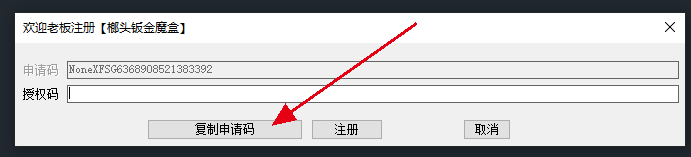 欢迎老板注册【榔头钣金魔盒】
申请码 NoneXFSG6368908521383392
授权码
复制申请码 注册 取消